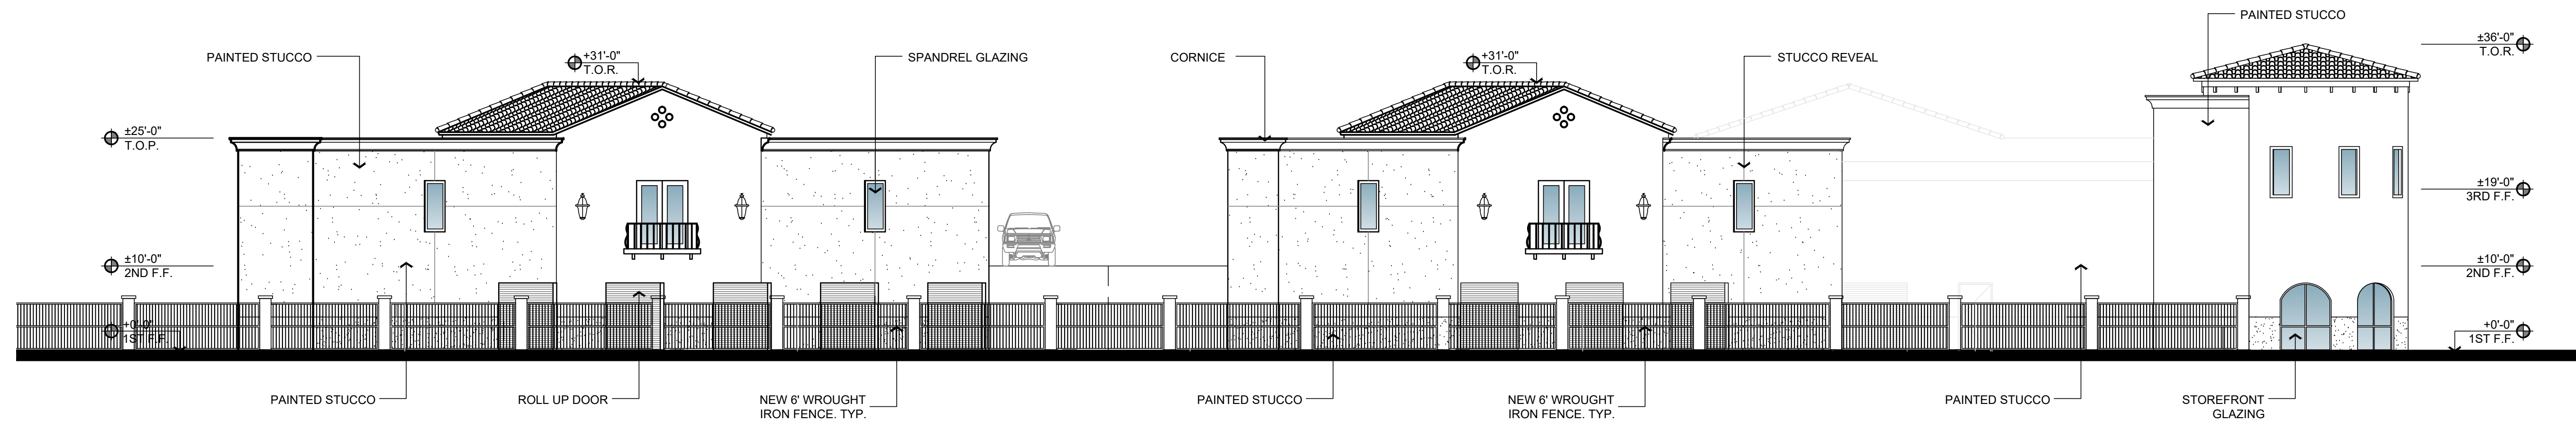 PAINTED STUCCO
PAINTED STUCCO
+31'-0"
T.O.R.
SPANDREL GLAZING
CORNICE
+31'-0"
T.O.R.
STUCCO REVEAL
±36'-0"
T.O.R.
±25'-0"
T.O.P.
±19'-0"
3RD F.F.
±10'-0"
2ND F.F.
±10'-0"
2ND F.F.
+0'-0"
1ST F.F.
+0'-0"
1ST F.F.
PAINTED STUCCO
ROLL UP DOOR
NEW 6' WROUGHT
IRON FENCE. TYP.
PAINTED STUCCO
NEW 6' WROUGHT
IRON FENCE. TYP.
PAINTED STUCCO
STOREFRONT
GLAZING